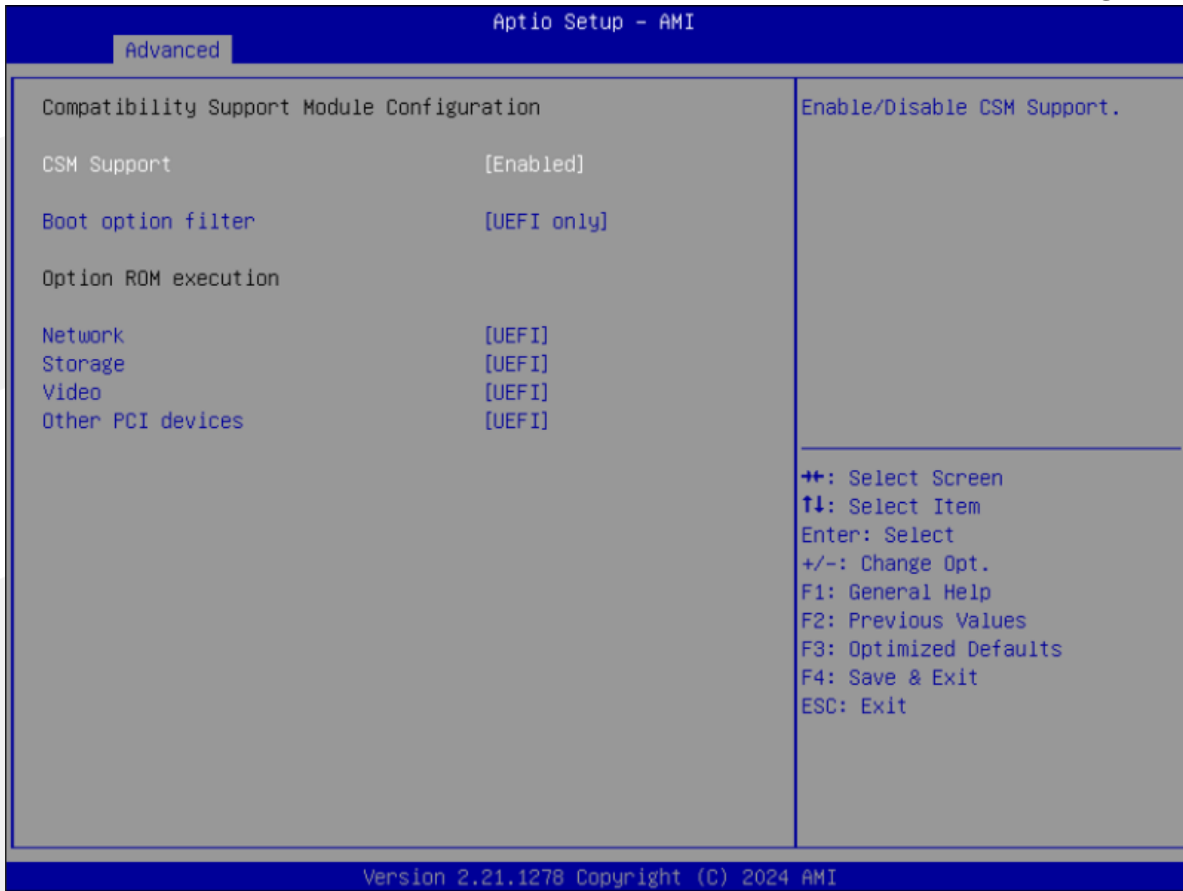 Aptio Setup – AMI
Advanced
Compatibility Support Module Configuration
CSM Support [Enabled]
Boot option filter [UEFI only]
Option ROM execution
Network [UEFI]
Storage [UEFI]
Video [UEFI]
Other PCI devices [UEFI]
Enable/Disable CSM Support.
→←: Select Screen
↑↓: Select Item
Enter: Select
+/-: Change Opt.
F1: General Help
F2: Previous Values
F3: Optimized Defaults
F4: Save & Exit
ESC: Exit
Version 2.21.1278 Copyright (C) 2024 AMI